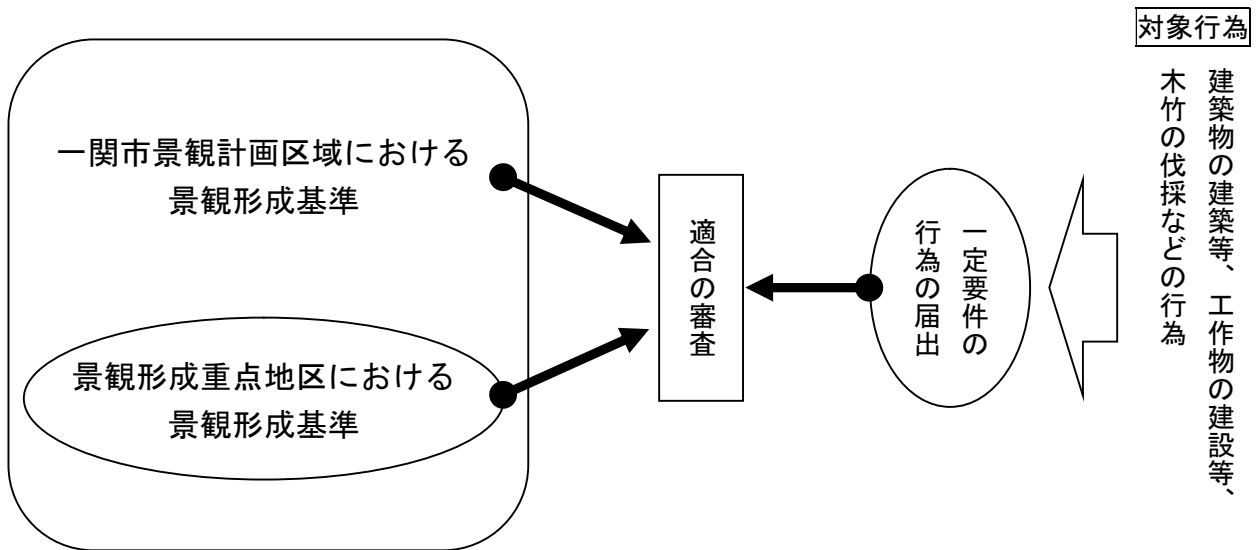 対象行為
建築物の建築等、工作物の建設等、
木竹の伐採などの行為
一定要件の
行為の届出
適合の審査
一関市景観計画区域における
景観形成基準
景観形成重点地区における
景観形成基準